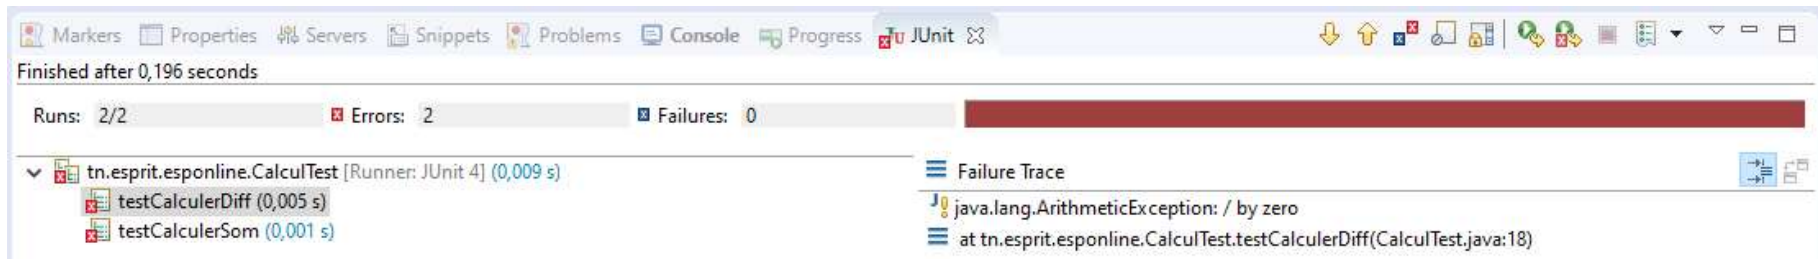 Markers Properties Servers Snippets Problems Console Progress JUnit
Finished after 0,196 seconds
Runs: 2/2 Errors: 2 Failures: 0
tn.esprit.esponline.CalculTest [Runner: JUnit 4] (0,009 s)
testCalculerDiff (0,005 s)
testCalculerSom (0,001 s)
Failure Trace
java.lang.ArithmeticException: / by zero
at tn.esprit.esponline.CalculTest.testCalculerDiff(CalculTest.java:18)